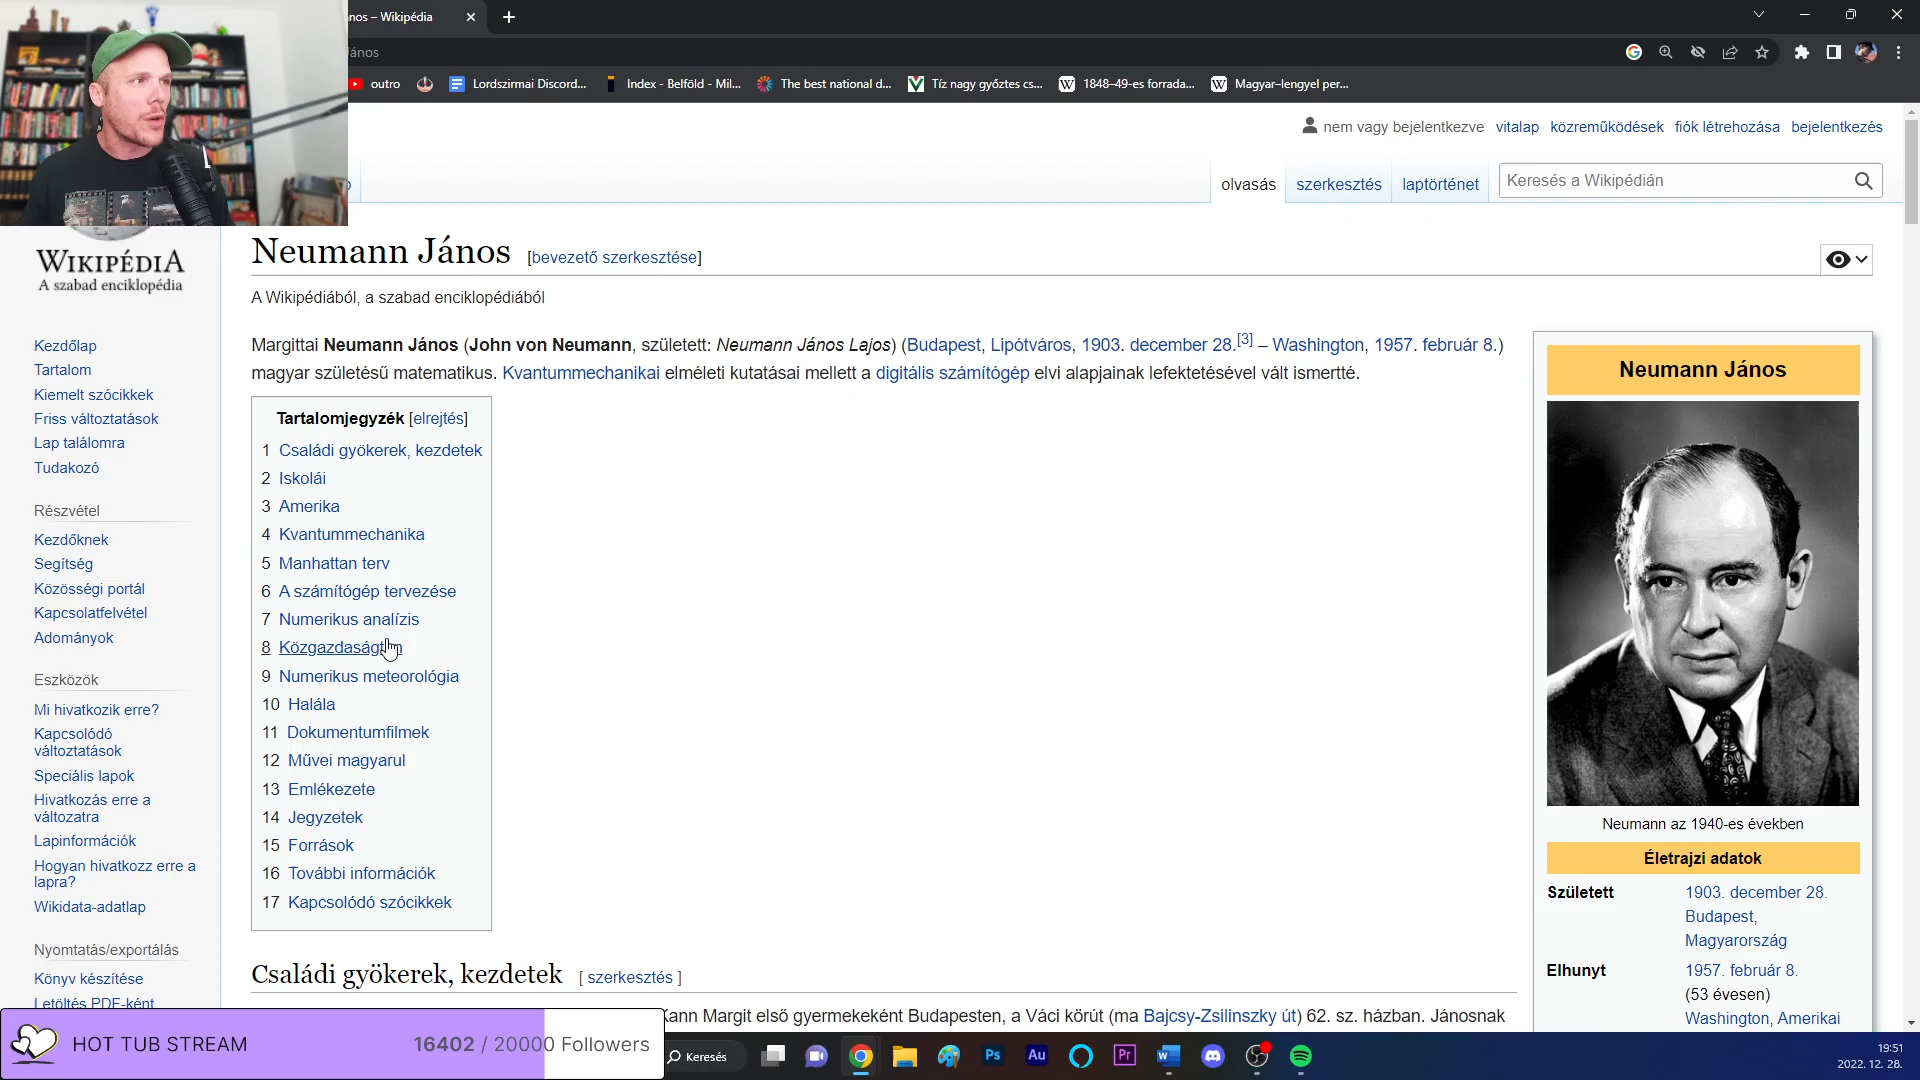 nos – Wikipédia
ános
outro
Lordszirmai Discord...
Index - Belföld - Mil...
The best national d...
Tíz nagy győztes cs...
1848–49-es forrada...
Magyar–lengyel per...
nem vagy bejelentkezve vitalap közreműködések fiók létrehozása bejelentkezés
olvasás szerkesztés laptörténet Keresés a Wikipédián
WIKIPÉDIA
A szabad enciklopédia
Kezdőlap
Tartalom
Kiemelt szócikkek
Friss változtatások
Lap találomra
Tudakozó
Részvétel
Kezdőknek
Segítség
Közösségi portál
Kapcsolatfelvétel
Adományok
Eszközök
Mi hivatkozik erre?
Kapcsolódó
változtatások
Speciális lapok
Hivatkozás erre a
változatra
Lapinformációk
Hogyan hivatkozz erre a
lapra?
Wikidata-adatlap
Nyomtatás/exportálás
Könyv készítése
Letöltés PDF-ként
Neumann János [bevezető szerkesztése]
A Wikipédiából, a szabad enciklopédiából
Margittai Neumann János (John von Neumann, született: Neumann János Lajos) (Budapest, Lipótváros, 1903. december 28.[3] – Washington, 1957. február 8.)
magyar születésű matematikus. Kvantummechanikai elméleti kutatásai mellett a digitális számítógép elvi alapjainak lefektetésével vált ismertté.
Tartalomjegyzék [elrejtés]
1 Családi gyökerek, kezdetek
2 Iskolái
3 Amerika
4 Kvantummechanika
5 Manhattan terv
6 A számítógép tervezése
7 Numerikus analízis
8 Közgazdaságtan
9 Numerikus meteorológia
10 Halála
11 Dokumentumfilmek
12 Művei magyarul
13 Emlékezete
14 Jegyzetek
15 Források
16 További információk
17 Kapcsolódó szócikkek
Családi gyökerek, kezdetek [ szerkesztés ]
Kann Margit első gyermekeként Budapesten, a Váci körút (ma Bajcsy-Zsilinszky út) 62. sz. házban. Jánosnak
Neumann János
Neumann az 1940-es években
Életrajzi adatok
Született 1903. december 28.
Budapest,
Magyarország
Elhunyt 1957. február 8.
(53 évesen)
Washington, Amerikai
HOT TUB STREAM 16402 / 20000 Followers
Keresés
Ps
Au
Pr
19:51
2022. 12. 28.